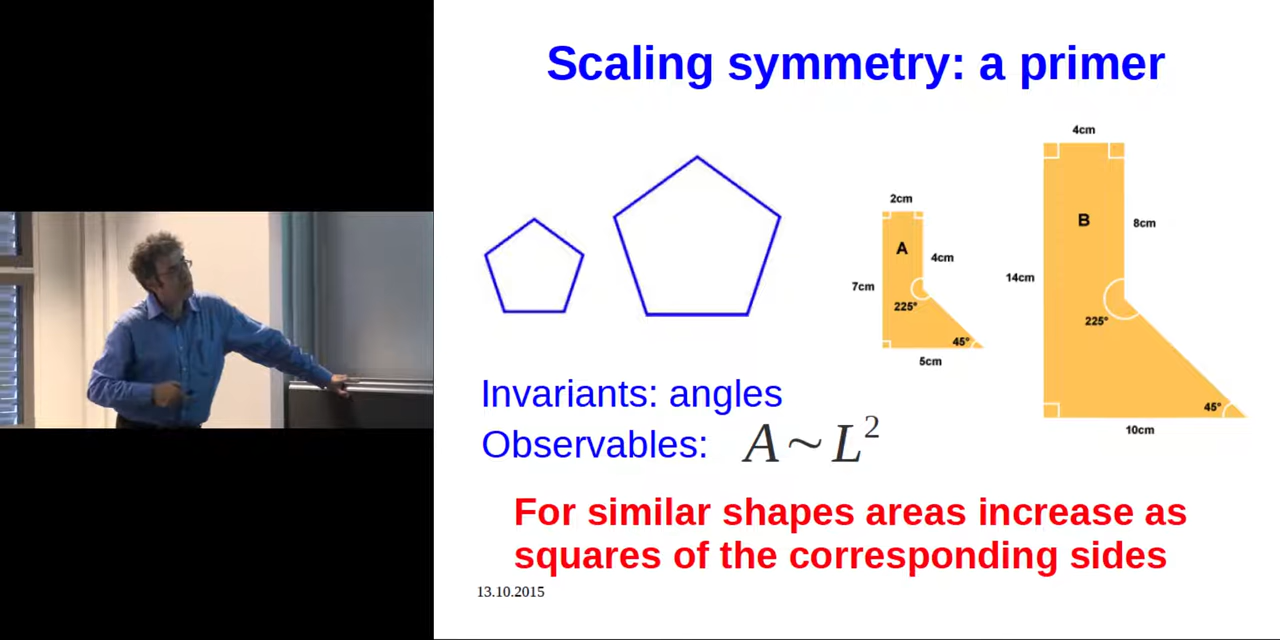 Scaling symmetry: a primer
2cm
A
4cm
7cm
225°
45°
5cm
4cm
B
8cm
14cm
225°
45°
10cm
Invariants: angles
Observables: A ~ L²
For similar shapes areas increase as
squares of the corresponding sides
13.10.2015